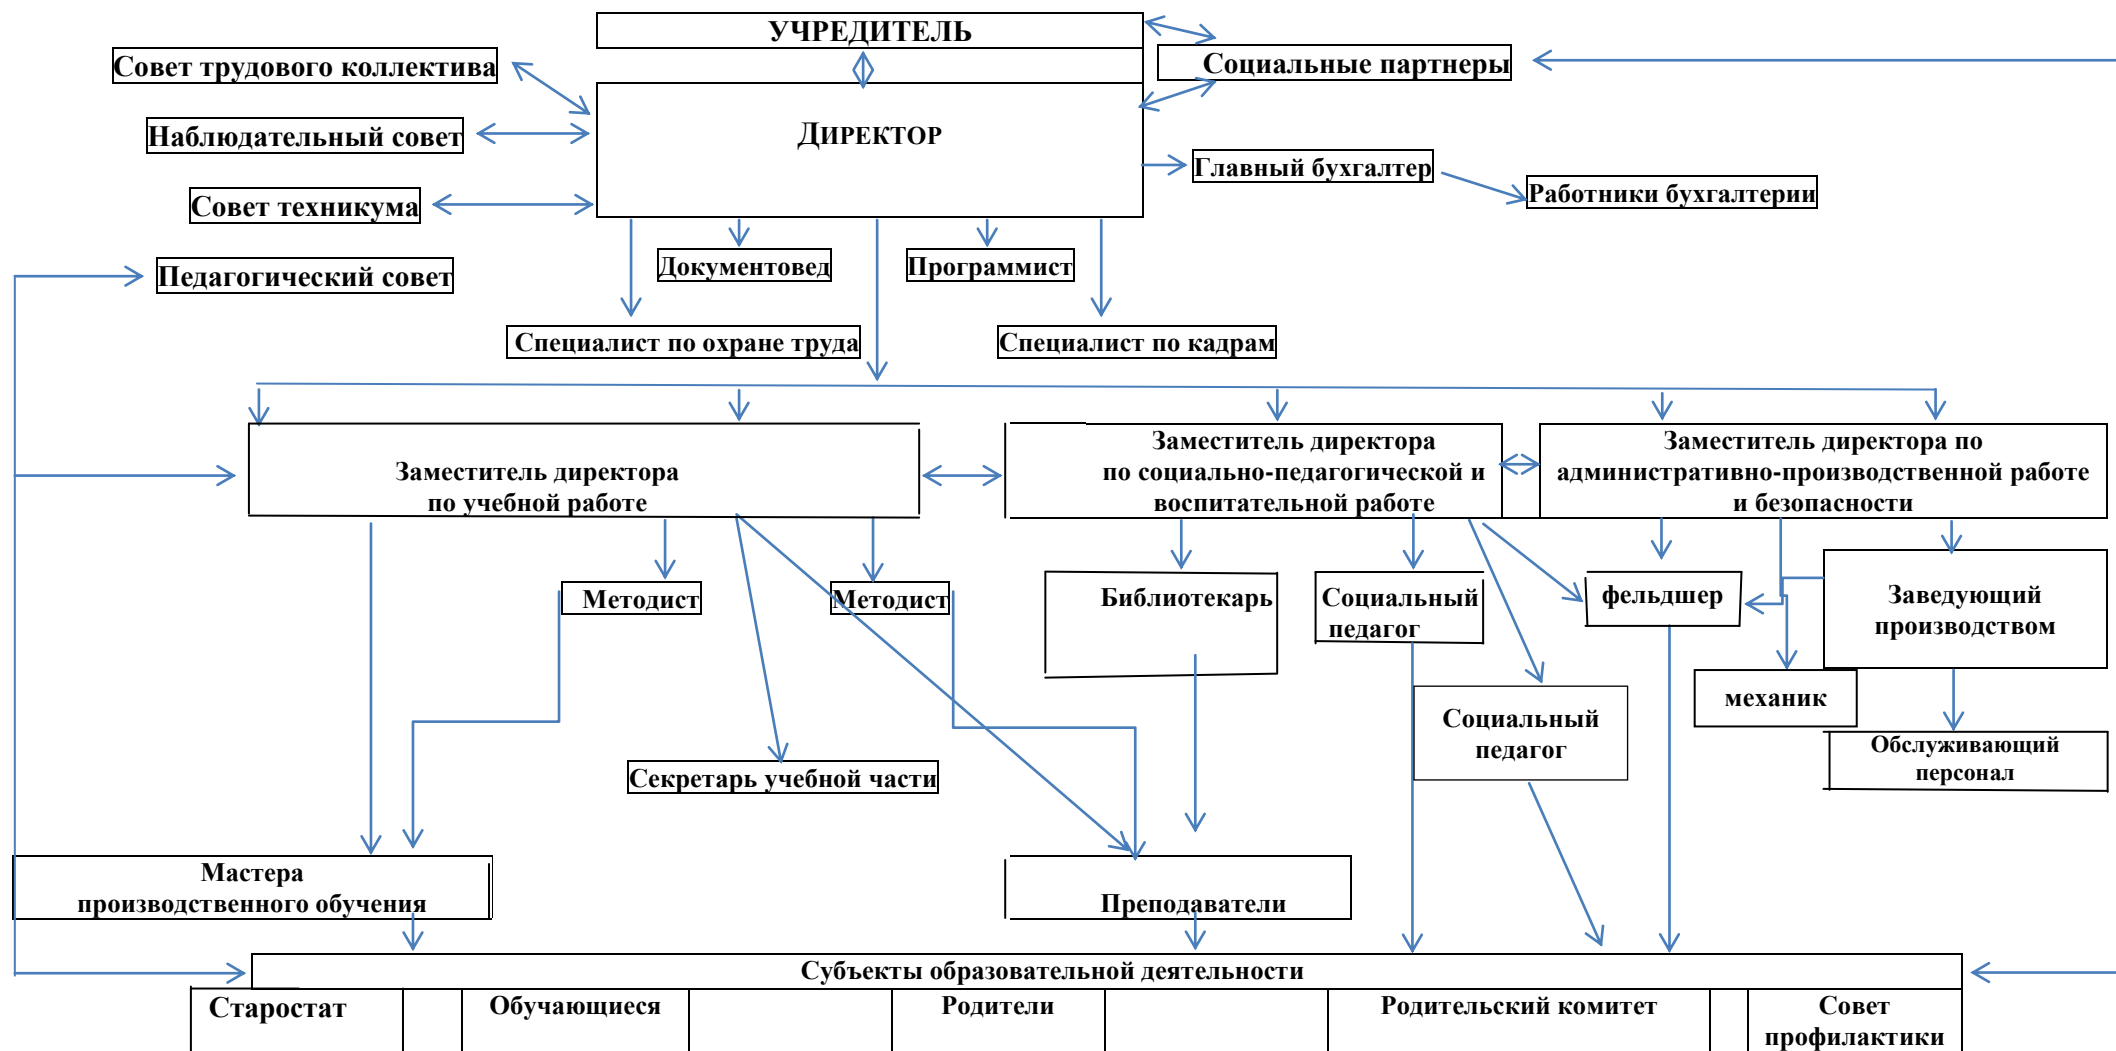 УЧРЕДИТЕЛЬ
Совет трудового коллектива
Социальные партнеры
Наблюдательный совет
ДИРЕКТОР
Главный бухгалтер
Работники бухгалтерии
Совет техникума
Педагогический совет
Документовед
Программист
Специалист по охране труда
Специалист по кадрам
Заместитель директора
по учебной работе
Заместитель директора
по социально-педагогической и
воспитательной работе
Заместитель директора по
административно-производственной работе
и безопасности
Методист
Методист
Библиотекарь
Социальный
педагог
фельдшер
Заведующий
производством
механик
Социальный
педагог
Обслуживающий
персонал
Секретарь учебной части
Мастера
производственного обучения
Преподаватели
Субъекты образовательной деятельности
Старостат
Обучающиеся
Родители
Родительский комитет
Совет
профилактики